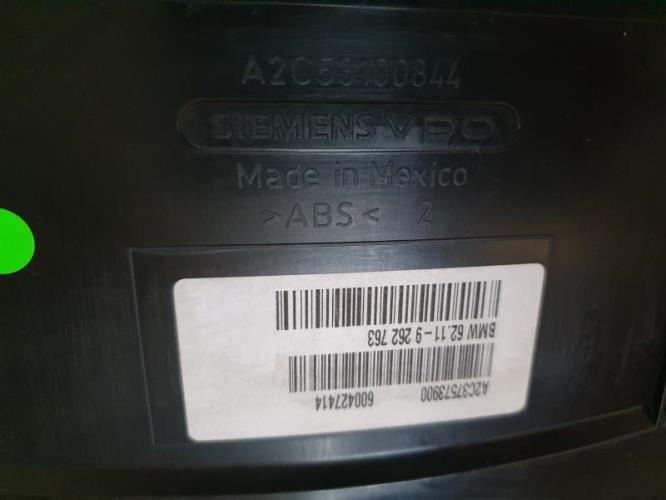 A2C53100844
SIEMENS VDO
Made in Mexico
>ABS< 2
A2C37573900 600427414
BMW 62.11-9 262 763